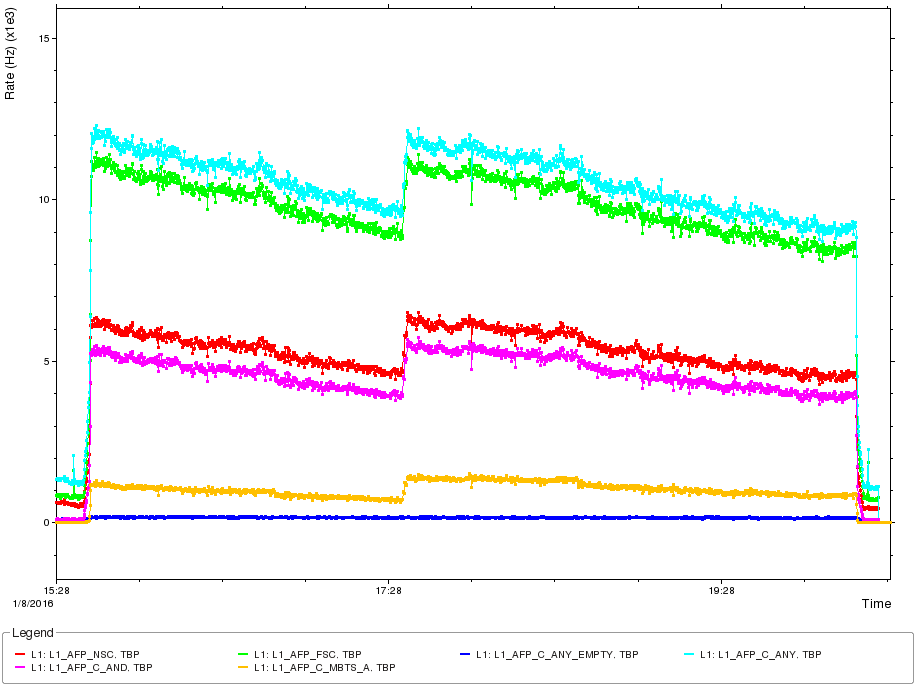 Rate (Hz) (x1e3)
15
10
5
0
15:28 17:28 19:28
1/8/2016 Time
Legend
L1: L1_AFP_NSC. TBP L1: L1_AFP_FSC. TBP L1: L1_AFP_C_ANY_EMPTY. TBP L1: L1_AFP_C_ANY. TBP
L1: L1_AFP_C_AND. TBP L1: L1_AFP_C_MBTS_A. TBP